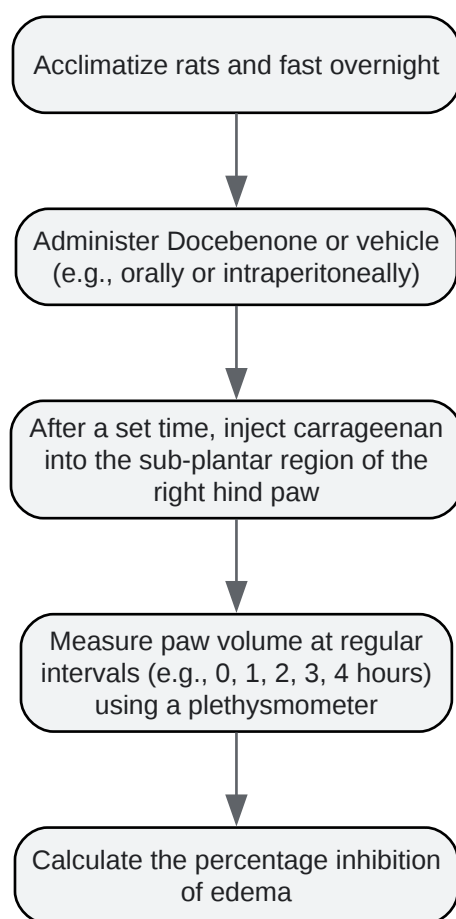 Acclimatize rats and fast overnight
Administer Docebenone or vehicle
(e.g., orally or intraperitoneally)
After a set time, inject carrageenan
into the sub-plantar region of the
right hind paw
Measure paw volume at regular
intervals (e.g., 0, 1, 2, 3, 4 hours)
using a plethysmometer
Calculate the percentage inhibition
of edema